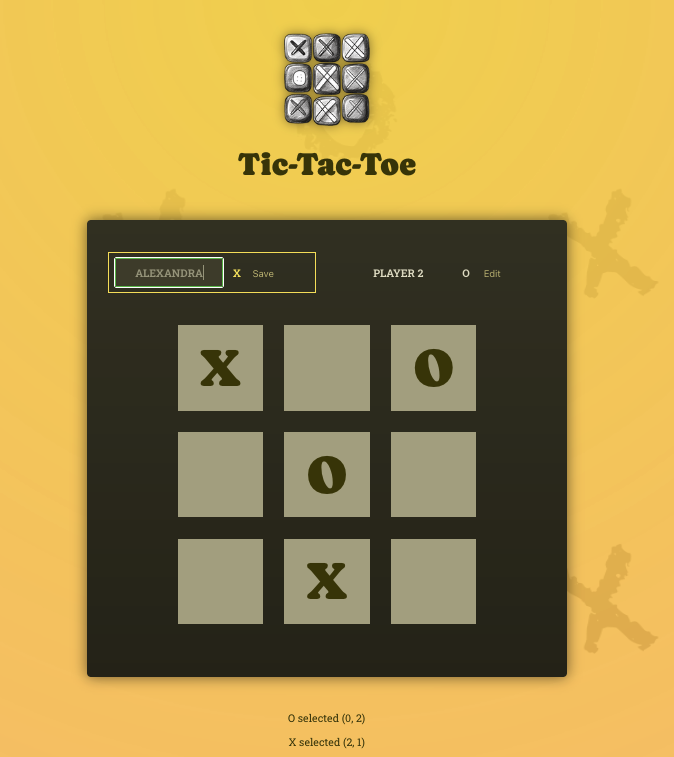 Tic-Tac-Toe
ALEXANDRA X Save PLAYER 2 O Edit
X O
O
X
O selected (0, 2)
X selected (2, 1)